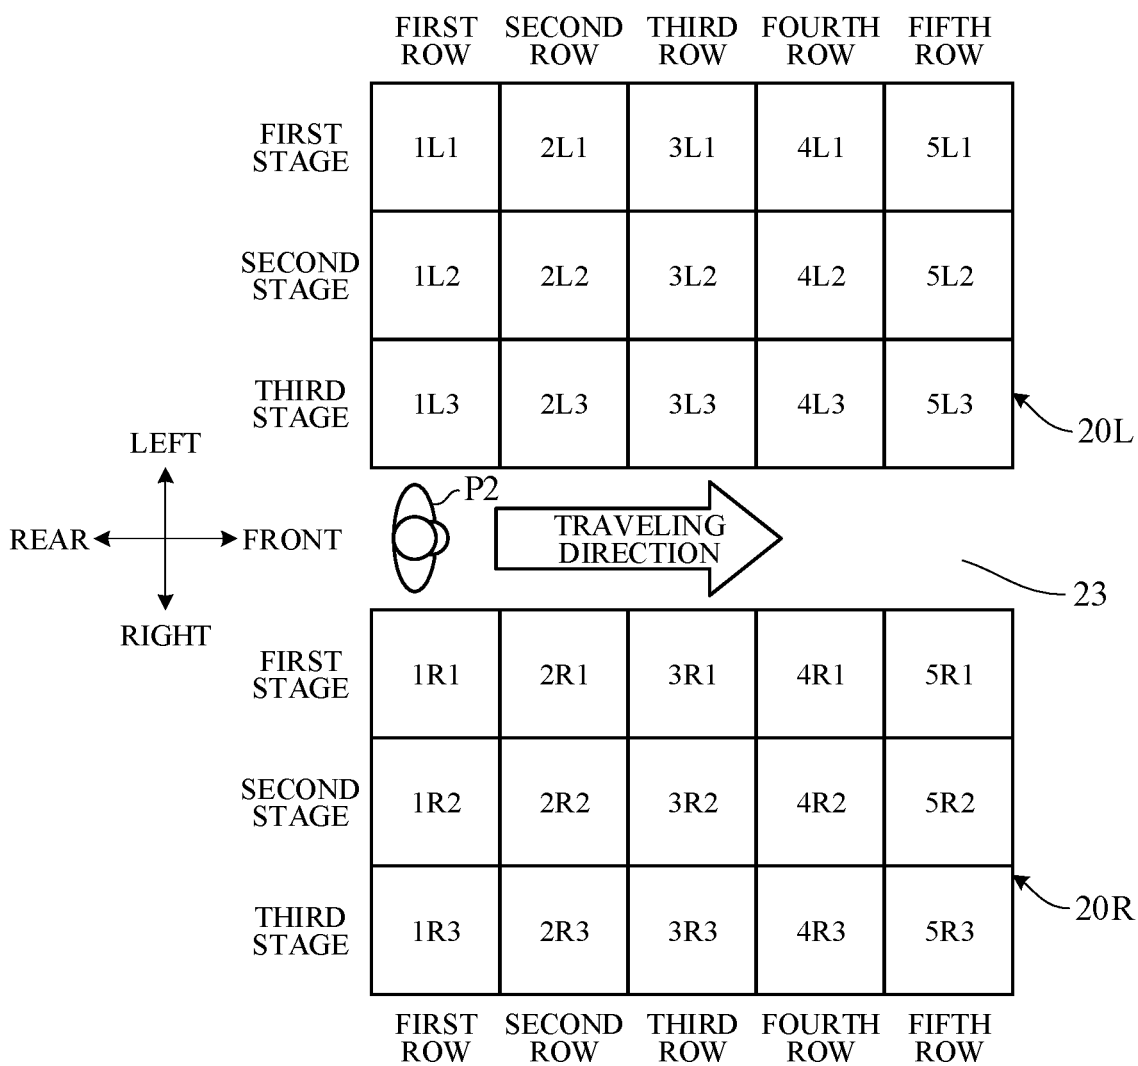 FIRST ROW
SECOND ROW
THIRD ROW
FOURTH ROW
FIFTH ROW
FIRST STAGE
1L1 2L1 3L1 4L1 5L1
SECOND STAGE
1L2 2L2 3L2 4L2 5L2
THIRD STAGE
1L3 2L3 3L3 4L3 5L3
20L
LEFT
REAR
FRONT
RIGHT
P2
TRAVELING
DIRECTION
23
FIRST STAGE
1R1 2R1 3R1 4R1 5R1
SECOND STAGE
1R2 2R2 3R2 4R2 5R2
THIRD STAGE
1R3 2R3 3R3 4R3 5R3
20R
FIRST ROW
SECOND ROW
THIRD ROW
FOURTH ROW
FIFTH ROW